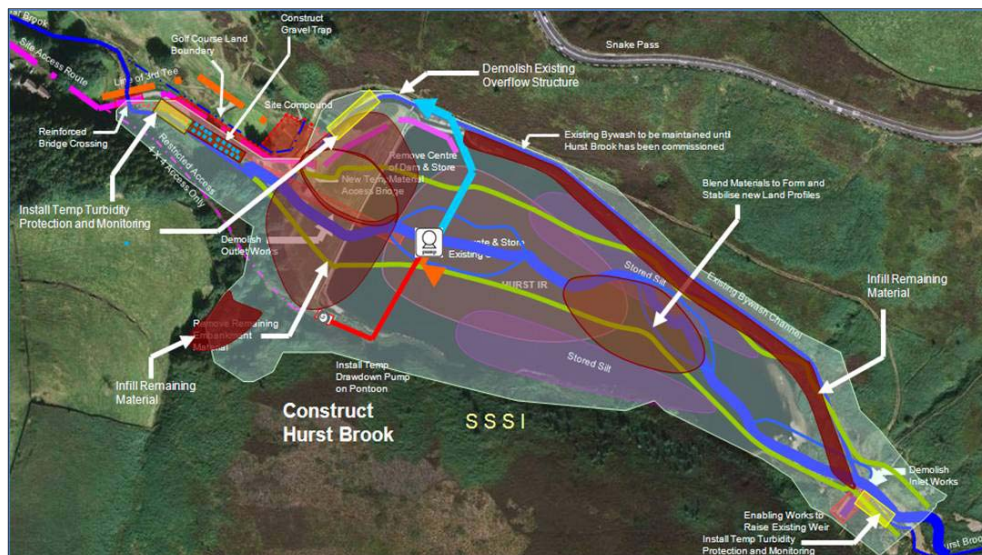 rst Brook
Construct
Gravel Trap
Golf Course Land
Boundary
Snake Pass
Site Access Route
Line of 3rd Tee
Demolish Existing
Overflow Structure
Site Compound
Reinforced
Bridge Crossing
Restricted Access
4 X 4 Access Only
Existing Bywash to be maintained until
Hurst Brook has been commissioned
Remove Centre
of Dam & Store
New Temp Material
Access Bridge
Blend Materials to Form and
Stabilise new Land Profiles
Install Temp Turbidity
Protection and Monitoring
Demolish
Outlet Works
& Store
Existing
HURST IR
Stored Silt
Existing Bywash Channel
Infill Remaining
Material
Remove Remaining
Embankment
Material
Stored Silt
Infill Remaining
Material
Install Temp
Drawdown Pump
on Pontoon
Construct
Hurst Brook
SSSI
Demolish
Inlet Works
Enabling Works to
Raise Existing Weir
Install Temp Turbidity
Protection and Monitoring
Hurst Brook